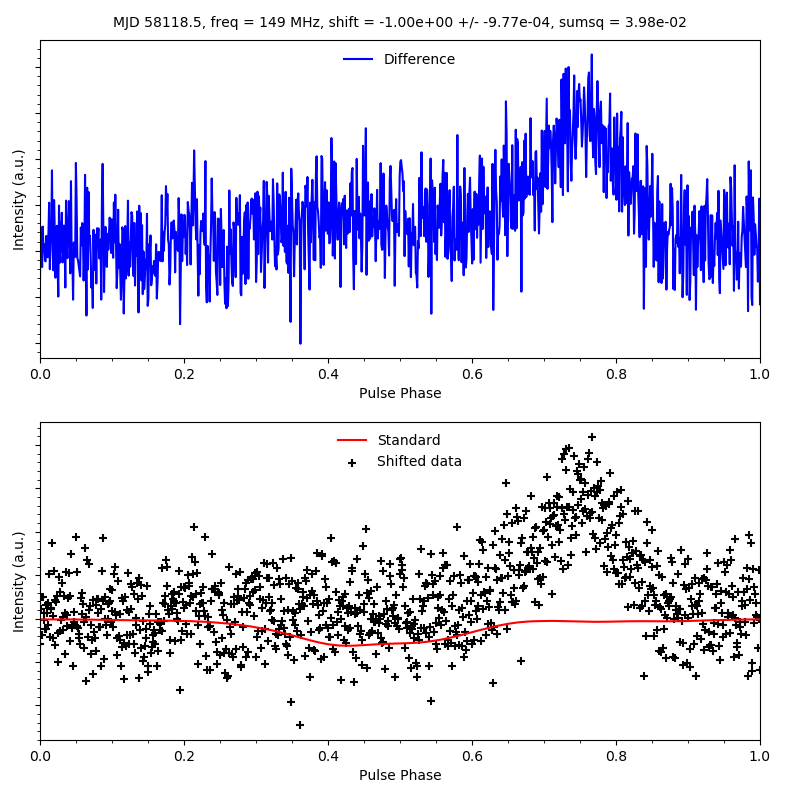 MJD 58118.5, freq = 149 MHz, shift = -1.00e+00 +/- -9.77e-04, sumsq = 3.98e-02
Difference
Intensity (a.u.)
0.0 0.2 0.4 0.6 0.8 1.0
Pulse Phase
Standard
Shifted data
Intensity (a.u.)
0.0 0.2 0.4 0.6 0.8 1.0
Pulse Phase